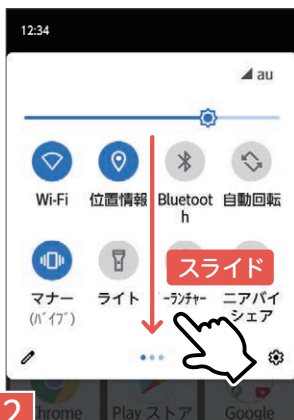 12:34
au
Wi-Fi 位置情報 Bluetoot 自動回転
h
スライド
マナー ライト ーランチャー ニアバイ
(バイブ) シェア
2
Chrome Play ストア Google